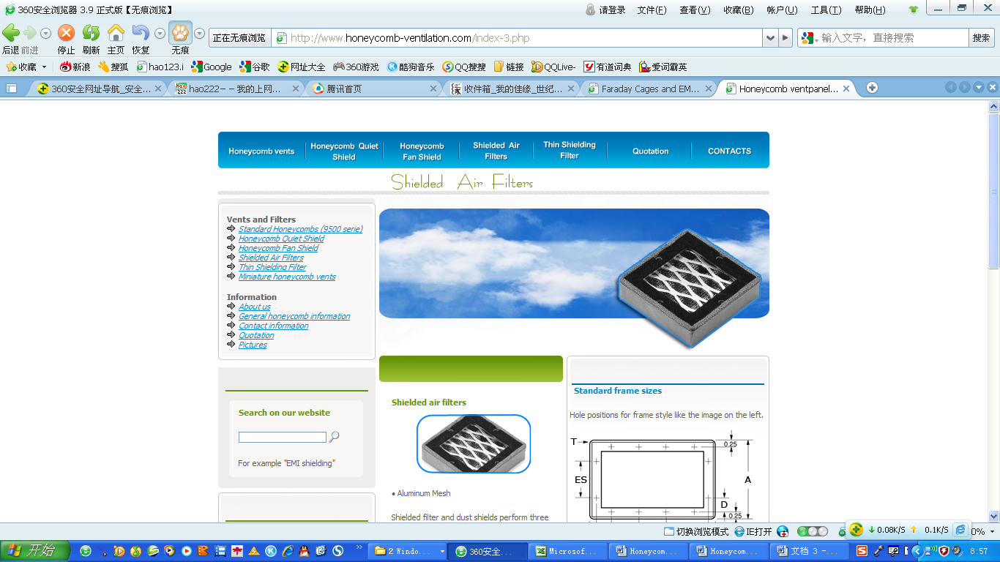 360安全浏览器 3.9 正式版【无痕浏览】
请登录 文件(F) 查看(V) 收藏(B) 帐户(U) 工具(T) 帮助(H)
正在无痕浏览 http://www.honeycomb-ventilation.com/index-3.php 输入文字，直接搜索 搜索
后退 前进 停止 刷新 主页 恢复 无痕
收藏 新浪 搜狐 hao123.i Google 谷歌 网址大全 360游戏 酷狗音乐 QQ搜搜 链接 QQLive- 有道词典 爱词霸英
360安全网址导航_安全... hao222－－我的上网... 腾讯首页 收件箱_我的佳缘_世纪... Faraday Cages and EM... Honeycomb ventpanel...
Honeycomb vents
Honeycomb Quiet
Shield
Honeycomb
Fan Shield
Shielded Air
Filters
Thin Shielding
Filter
Quotation
CONTACTS
Shielded Air Filters
Vents and Filters
Standard Honeycombs (9500 serie)
Honeycomb Quiet Shield
Honeycomb Fan Shield
Shielded Air Filters
Thin Shielding Filter
Miniature honeycomb vents
Information
About us
General honeycomb information
Contact information
Quotation
Pictures
Search on our website
For example "EMI shielding"
Shielded air filters
• Aluminum Mesh
Shielded filter and dust shields perform three
Standard frame sizes
Hole positions for frame style like the image on the left.
T
0.25
ES
A
D
0.25
切换浏览模式 IE打开 0.08K/S 0.1K/S 0%
开始 2 Windo... 360安全... Microsof... Honeycom... Honeycom... 文档 3 -... 8:57